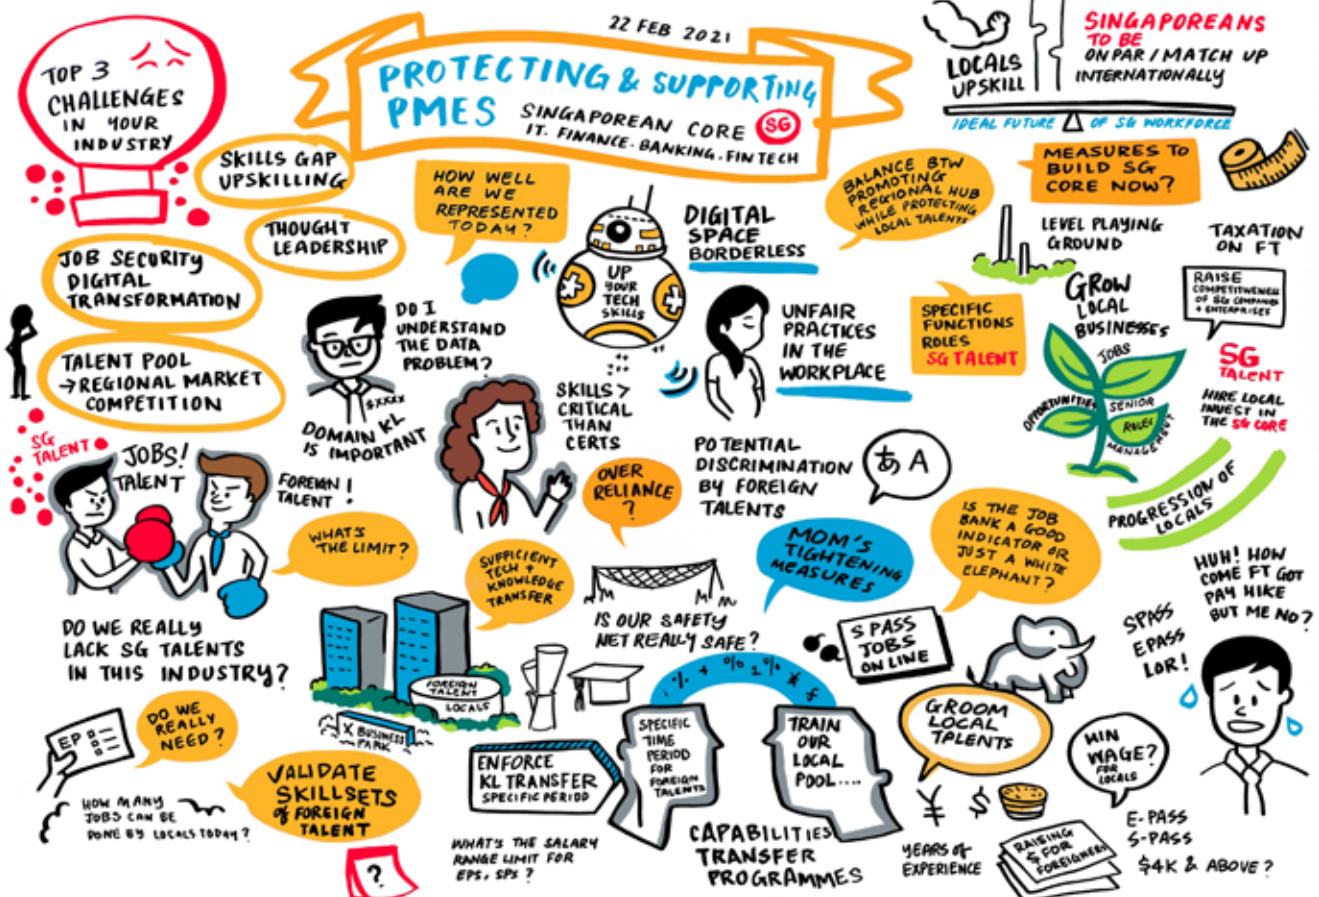 22 FEB 2021
PROTECTING & SUPPORTING
PMES
SINGAPOREAN CORE SG
IT. FINANCE. BANKING. FINTECH
TOP 3
CHALLENGES
IN YOUR
INDUSTRY
SKILLS GAP
UPSKILLING
THOUGHT
LEADERSHIP
JOB SECURITY
DIGITAL
TRANSFORMATION
TALENT POOL
→ REGIONAL MARKET
COMPETITION
SG
TALENT
JOBS!
TALENT
FOREIGN !
TALENT
WHAT'S
THE LIMIT?
DO WE REALLY
LACK SG TALENTS
IN THIS INDUSTRY?
EP
DO WE
REALLY
NEED?
HOW MANY
JOBS CAN BE
DONE BY LOCALS TODAY?
VALIDATE
SKILLSETS
OF FOREIGN
TALENT
?
HOW WELL
ARE WE
REPRESENTED
TODAY?
DO I
UNDERSTAND
THE DATA
PROBLEM?
$XXXX
DOMAIN KL
IS IMPORTANT
UP
YOUR
TECH
SKILLS
DIGITAL
SPACE
BORDERLESS
SKILLS >
CRITICAL
THAN
CERTS
OVER
RELIANCE
?
UNFAIR
PRACTICES
IN THE
WORKPLACE
POTENTIAL
DISCRIMINATION
BY FOREIGN
TALENTS
あ A
SUFFICIENT
TECH +
KNOWLEDGE
TRANSFER
IS OUR SAFETY
NET REALLY SAFE?
MOM'S
TIGHTENING
MEASURES
FOREIGN
TALENT
LOCALS
X BUSINESS
PARK
ENFORCE
KL TRANSFER
SPECIFIC PERIOD
WHAT'S THE SALARY
RANGE LIMIT FOR
EPS, SPS ?
SPECIFIC
TIME
PERIOD
FOR
FOREIGN
TALENTS
TRAIN
OUR
LOCAL
POOL....
CAPABILITIES
TRANSFER
PROGRAMMES
LOCALS
UPSKILL
SINGAPOREANS
TO BE
ON PAR / MATCH UP
INTERNATIONALLY
IDEAL FUTURE OF SG WORKFORCE
BALANCE BTW
PROMOTING
REGIONAL HUB
WHILE PROTECTING
LOCAL TALENTS
MEASURES TO
BUILD SG
CORE NOW?
LEVEL PLAYING
GROUND
TAXATION
ON FT
SPECIFIC
FUNCTIONS
ROLES
SG TALENT
GROW
LOCAL
BUSINESSES
JOBS
OPPORTUNITIES
SENIOR
ROLES
MANAGEMENT
RAISE
COMPETITIVENESS
OF SG COMPANIES
+ ENTERPRISES
SG
TALENT
HIRE LOCAL
INVEST IN
THE SG CORE
PROGRESSION OF
LOCALS
IS THE JOB
BANK A GOOD
INDICATOR OR
JUST A WHITE
ELEPHANT?
S PASS
JOBS
ON LINE
HUH! HOW
COME FT GOT
PAY HIKE
BUT ME NO?
SPASS
EPASS
LOR!
GROOM
LOCAL
TALENTS
MIN
WAGE?
FOR
LOCALS
¥ $
YEARS OF
EXPERIENCE
RAISING
$ FOR
FOREIGNERS
E-PASS
S-PASS
$4K & ABOVE?